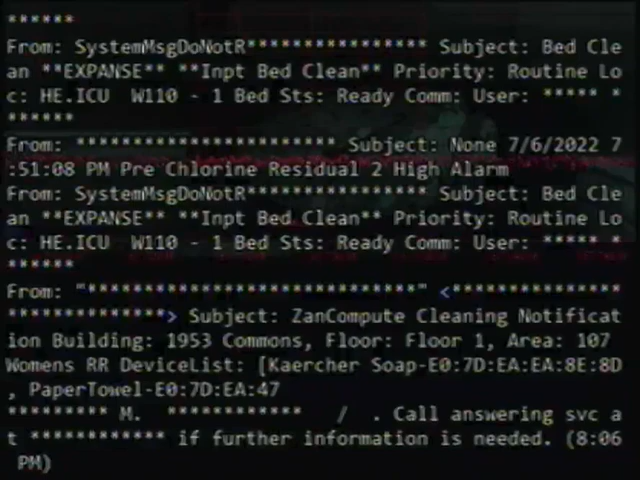 ******
From: SystemMsgDoNotR**************** Subject: Bed Cle
an **EXPANSE** **Inpt Bed Clean** Priority: Routine Lo
c: HE.ICU  W110 - 1 Bed Sts: Ready Comm: User: ***** *
******
From: ************************ Subject: None 7/6/2022 7
:51:08 PM Pre Chlorine Residual 2 High Alarm
From: SystemMsgDoNotR**************** Subject: Bed Cle
an **EXPANSE** **Inpt Bed Clean** Priority: Routine Lo
c: HE.ICU  W110 - 1 Bed Sts: Ready Comm: User: ***** *
******
From: "*****************************" <***************
***************> Subject: ZanCompute Cleaning Notificat
ion Building: 1953 Commons, Floor: Floor 1, Area: 107
Womens RR DeviceList: [Kaercher Soap-E0:7D:EA:EA:8E:8D
, PaperTowel-E0:7D:EA:47
********* M.  ************   /  . Call answering svc a
t ************ if further information is needed. (8:06
PM)